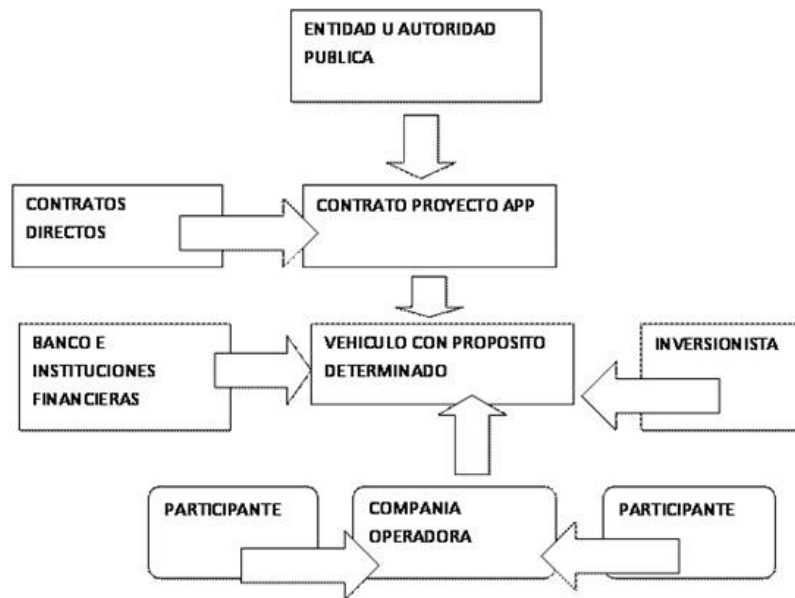 ENTIDAD U AUTORIDAD
PUBLICA
CONTRATOS
DIRECTOS
CONTRATO PROYECTO APP
BANCO E
INSTITUCIONES
FINANCIERAS
VEHICULO CON PROPOSITO
DETERMINADO
INVERSIONISTA
PARTICIPANTE
COMPANIA
OPERADORA
PARTICIPANTE